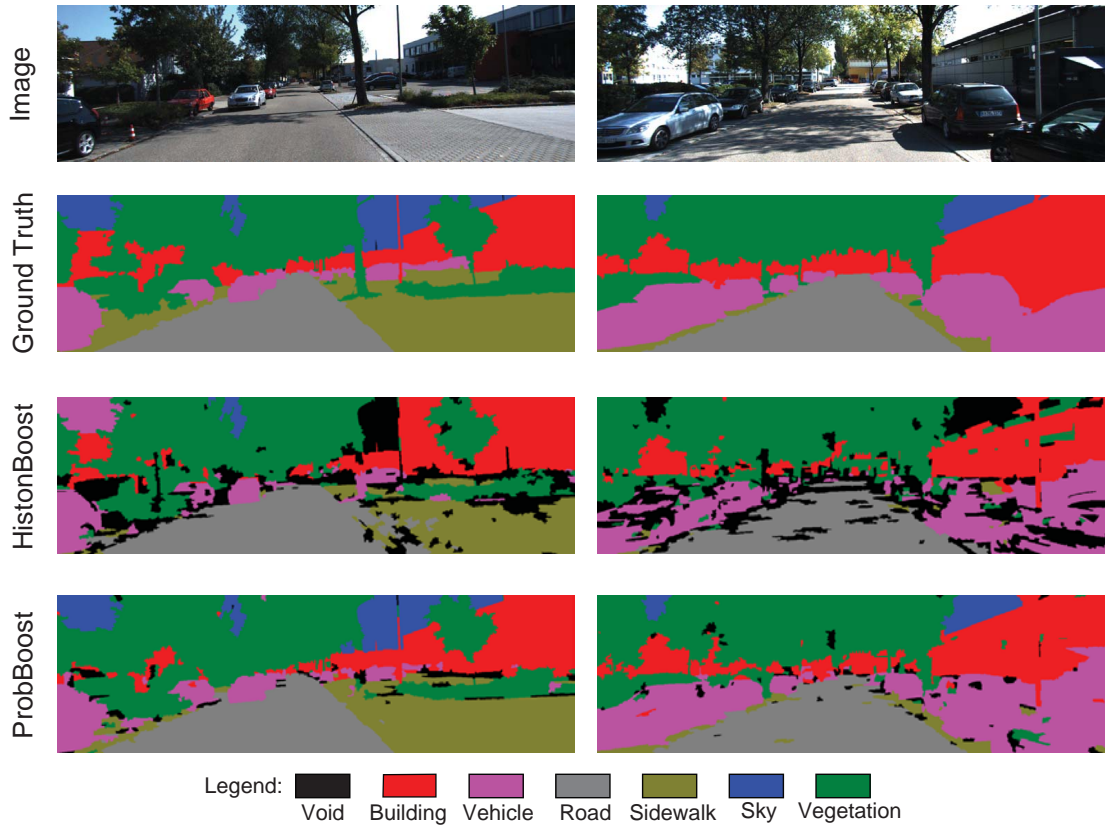 Image
Ground Truth
HistonBoost
ProbBoost
Legend:
Void
Building
Vehicle
Road
Sidewalk
Sky
Vegetation